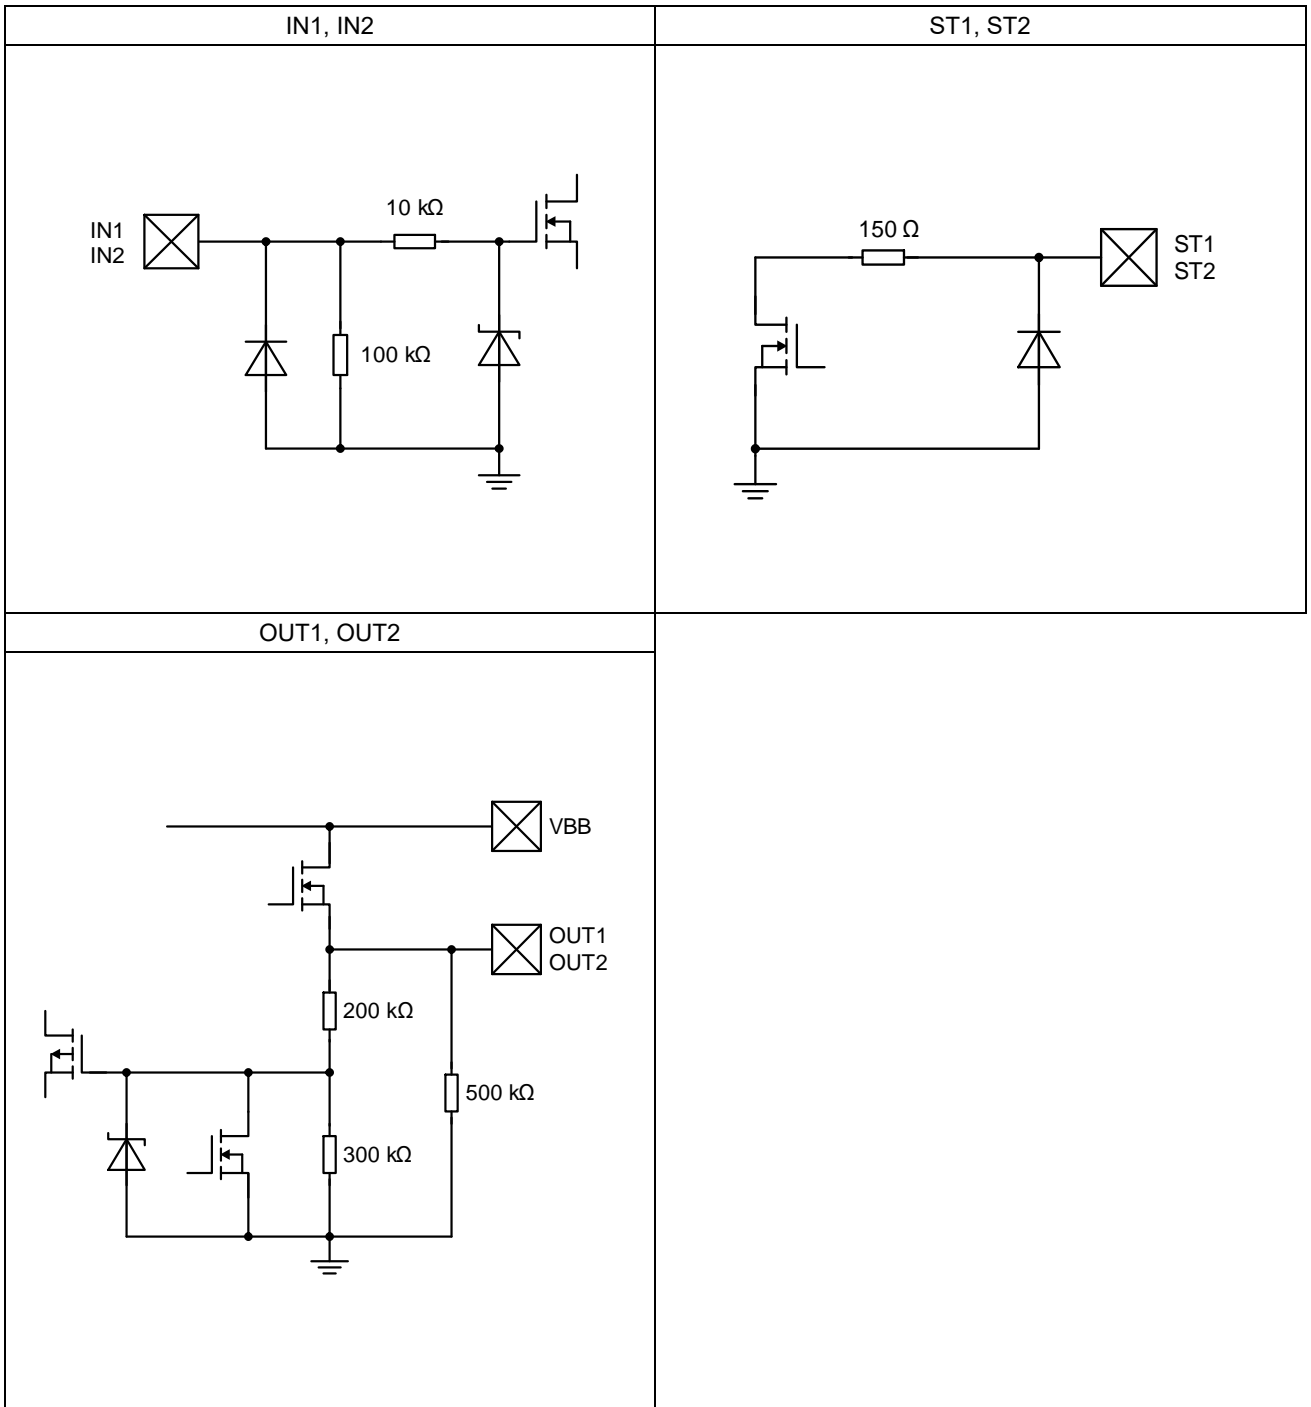 IN1, IN2
ST1, ST2
10 kΩ
IN1
IN2
100 kΩ
150 Ω
ST1
ST2
OUT1, OUT2
VBB
OUT1
OUT2
200 kΩ
500 kΩ
300 kΩ